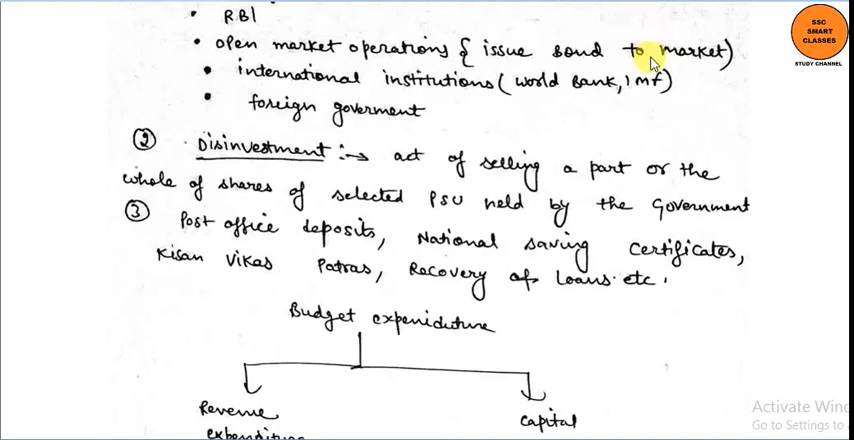 • RBI
• open market operations { issue bond to market)
• international institutions (World Bank, IMF)
• foreign goverment
② Disinvestment :→ act of selling a part or the
whole of shares of selected PSU held by the Government
③ Post office deposits, National saving certificates,
Kisan Vikas Patras, Recovery of Loans etc.
Budget expeniduture
Revenue
expenditure
Capital
SSC
SMART
CLASSES
STUDY CHANNEL
Activate Wind
Go to Settings to